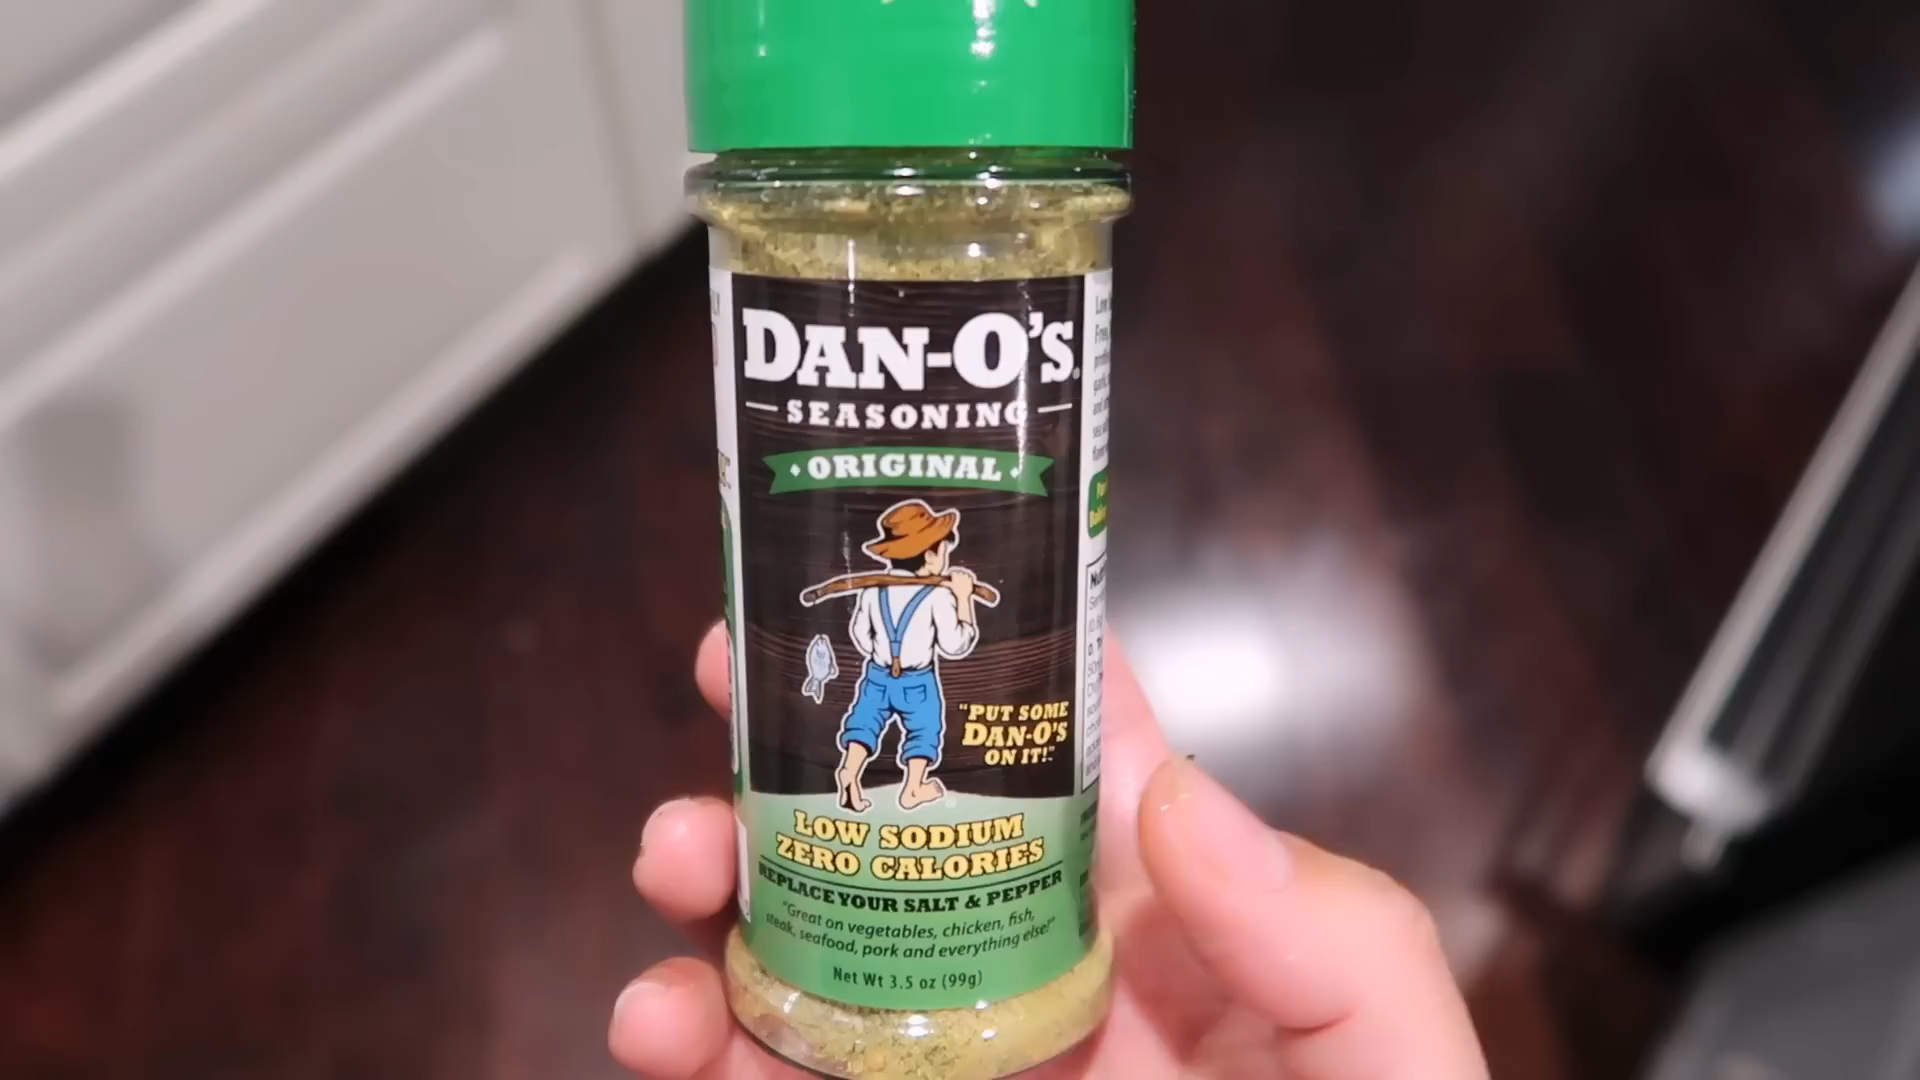 DAN-O'S
SEASONING
ORIGINAL
"PUT SOME
DAN-O'S
ON IT!"
LOW SODIUM
ZERO CALORIES
REPLACE YOUR SALT & PEPPER
"Great on vegetables, chicken, fish,
steak, seafood, pork and everything else!"
Net Wt 3.5 oz (99g)